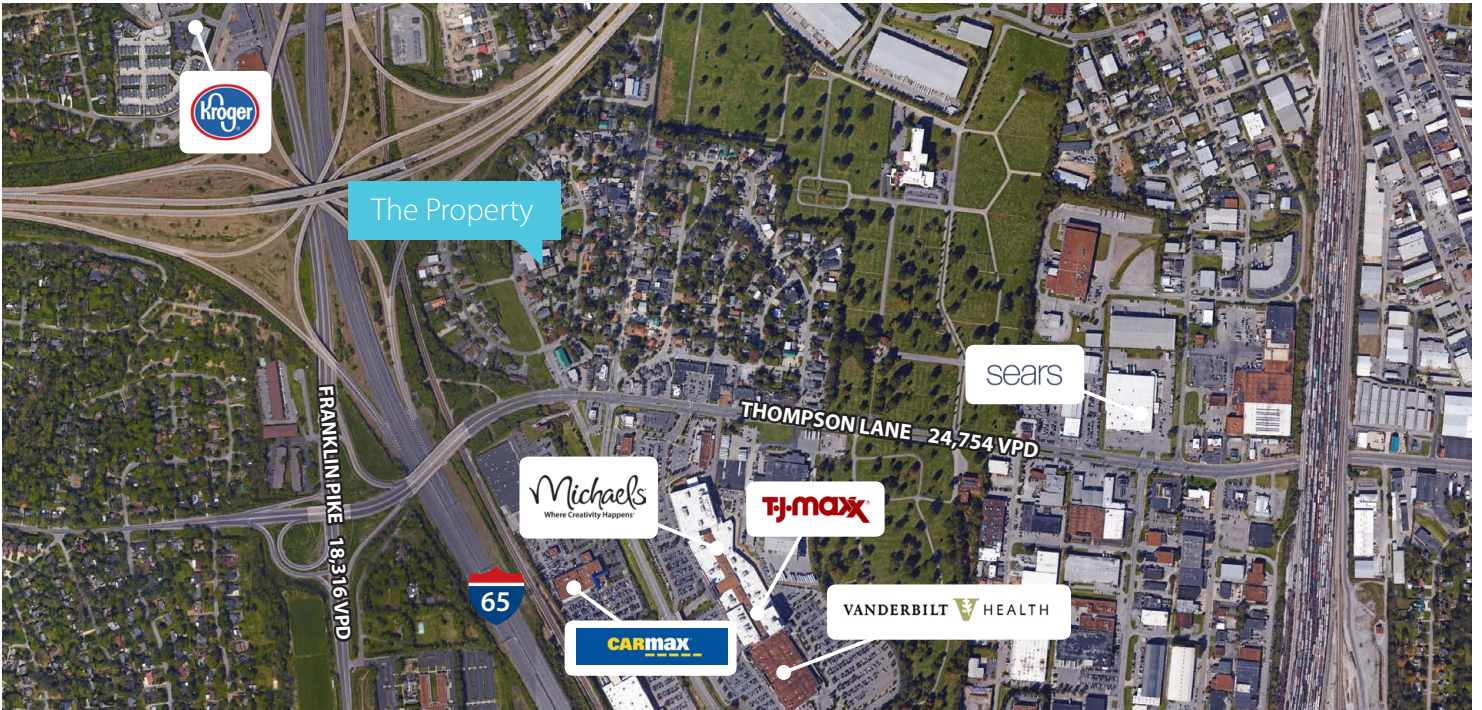 Kroger
The Property
sears
THOMPSON LANE 24,754 VPD
FRANKLIN PIKE 18,316 VPD
Michaels
Where Creativity Happens™
T·J·maxx®
65
VANDERBILT V HEALTH
CARMAX